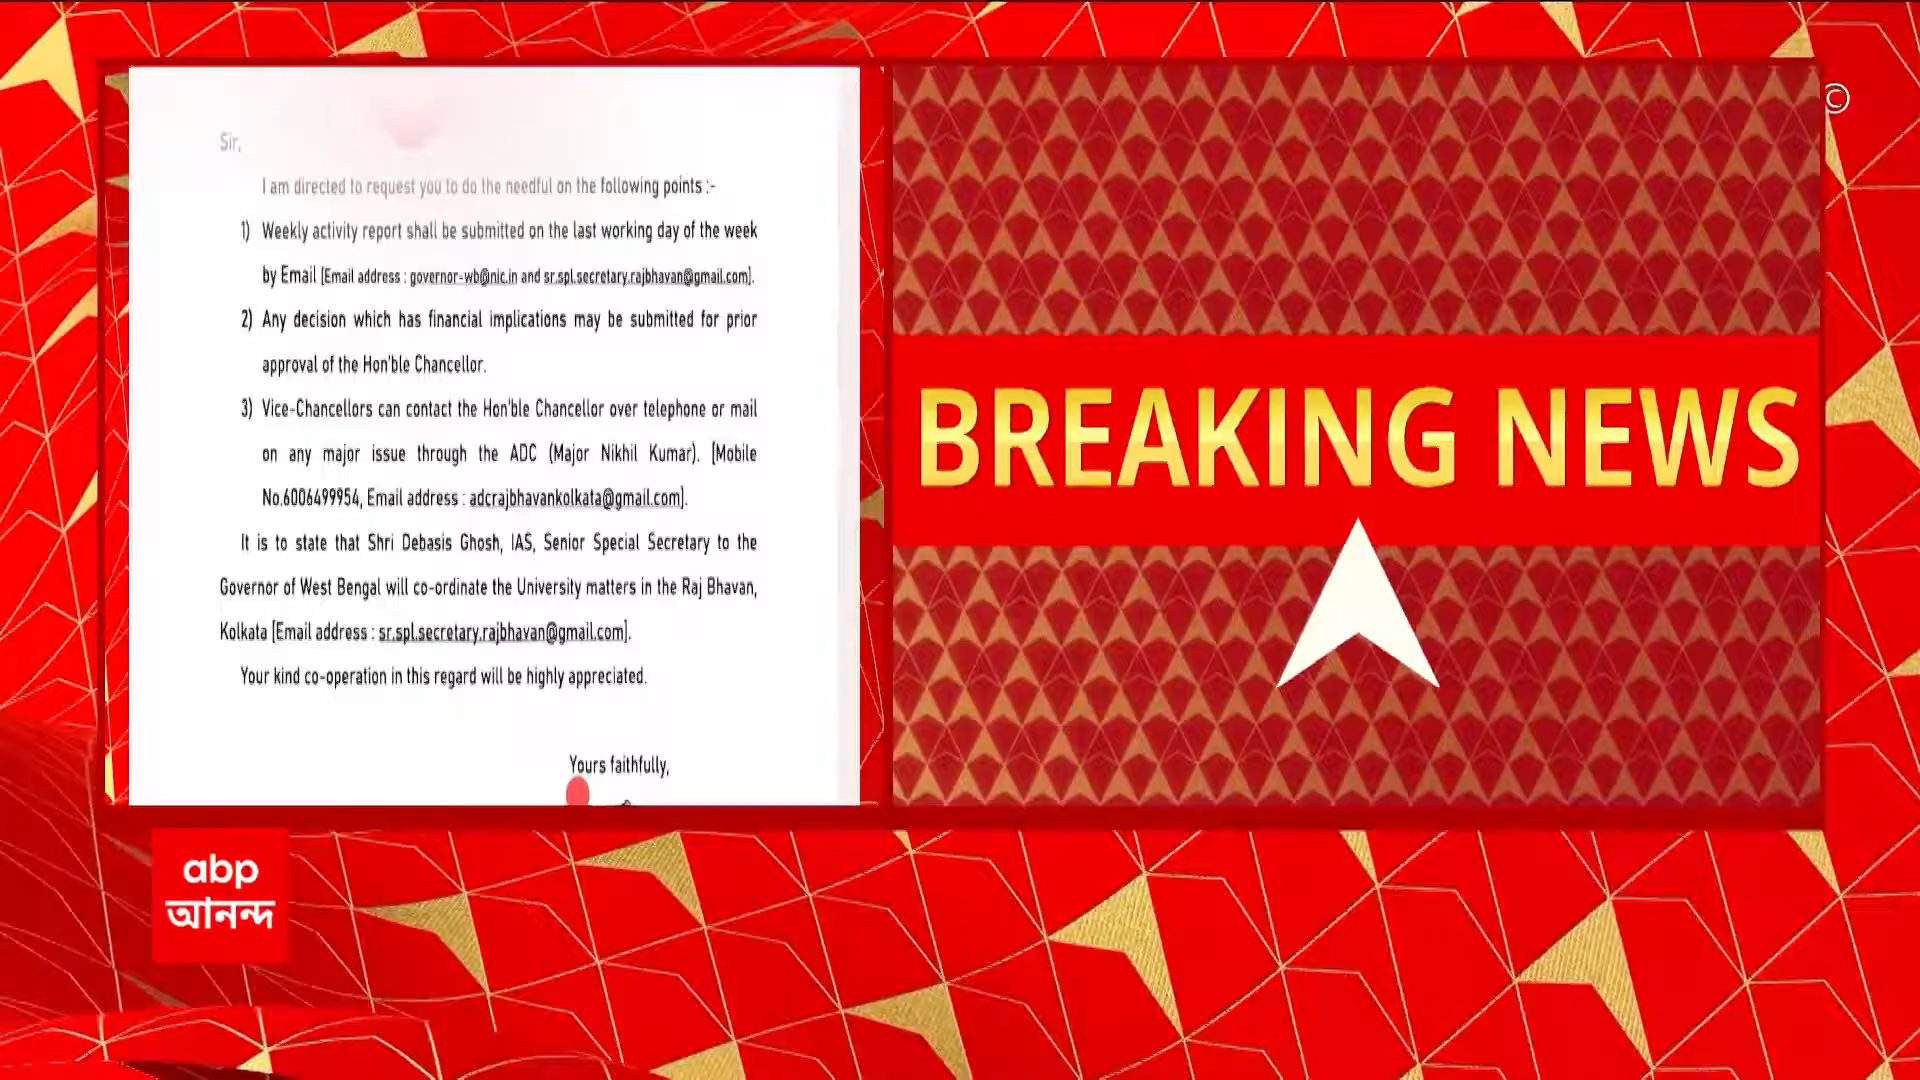 Sir,
I am directed to request you to do the needful on the following points :-
1) Weekly activity report shall be submitted on the last working day of the week
by Email [Email address : governor-wb@nic.in and sr.spl.secretary.rajbhavan@gmail.com].
2) Any decision which has financial implications may be submitted for prior
approval of the Hon'ble Chancellor.
3) Vice-Chancellors can contact the Hon'ble Chancellor over telephone or mail
on any major issue through the ADC (Major Nikhil Kumar). [Mobile
No.6006499954, Email address : adcrajbhavankolkata@gmail.com].
It is to state that Shri Debasis Ghosh, IAS, Senior Special Secretary to the
Governor of West Bengal will co-ordinate the University matters in the Raj Bhavan,
Kolkata [Email address : sr.spl.secretary.rajbhavan@gmail.com].
Your kind co-operation in this regard will be highly appreciated.
Yours faithfully,
BREAKING NEWS
©
abp
আনন্দ